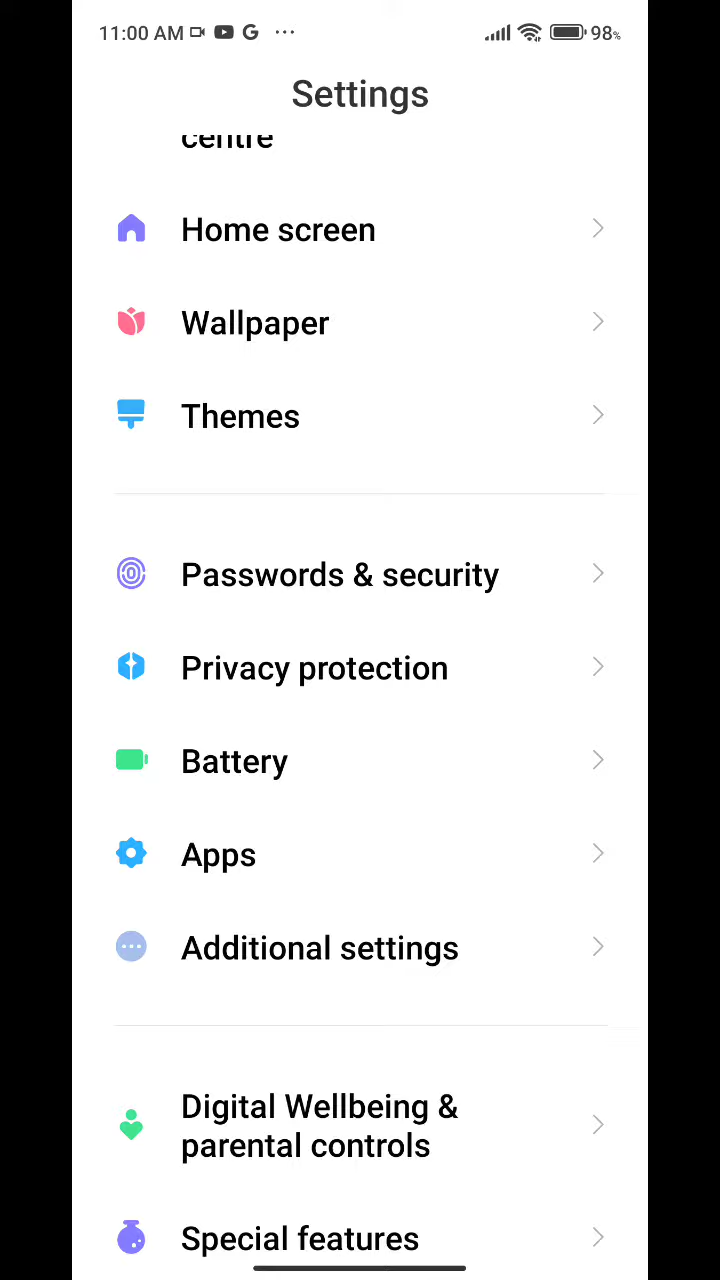 11:00 AM G ... 98%
Settings
centre
Home screen
Wallpaper
Themes
Passwords & security
Privacy protection
Battery
Apps
Additional settings
Digital Wellbeing &
parental controls
Special features